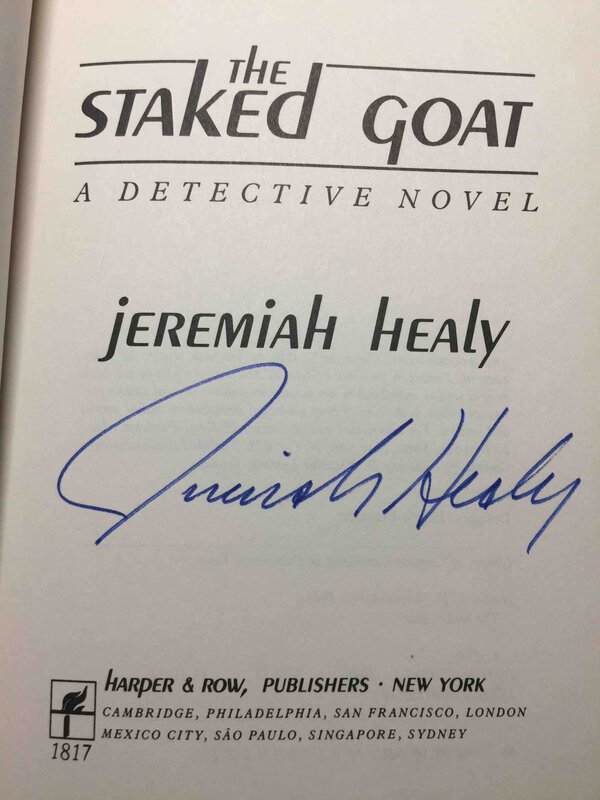 THE
STAKED GOAT
A DETECTIVE NOVEL
jEREMiAH HEALy
Jeremiah Healy
HARPER & ROW, PUBLISHERS · NEW YORK
CAMBRIDGE, PHILADELPHIA, SAN FRANCISCO, LONDON
MEXICO CITY, SÃO PAULO, SINGAPORE, SYDNEY
1817